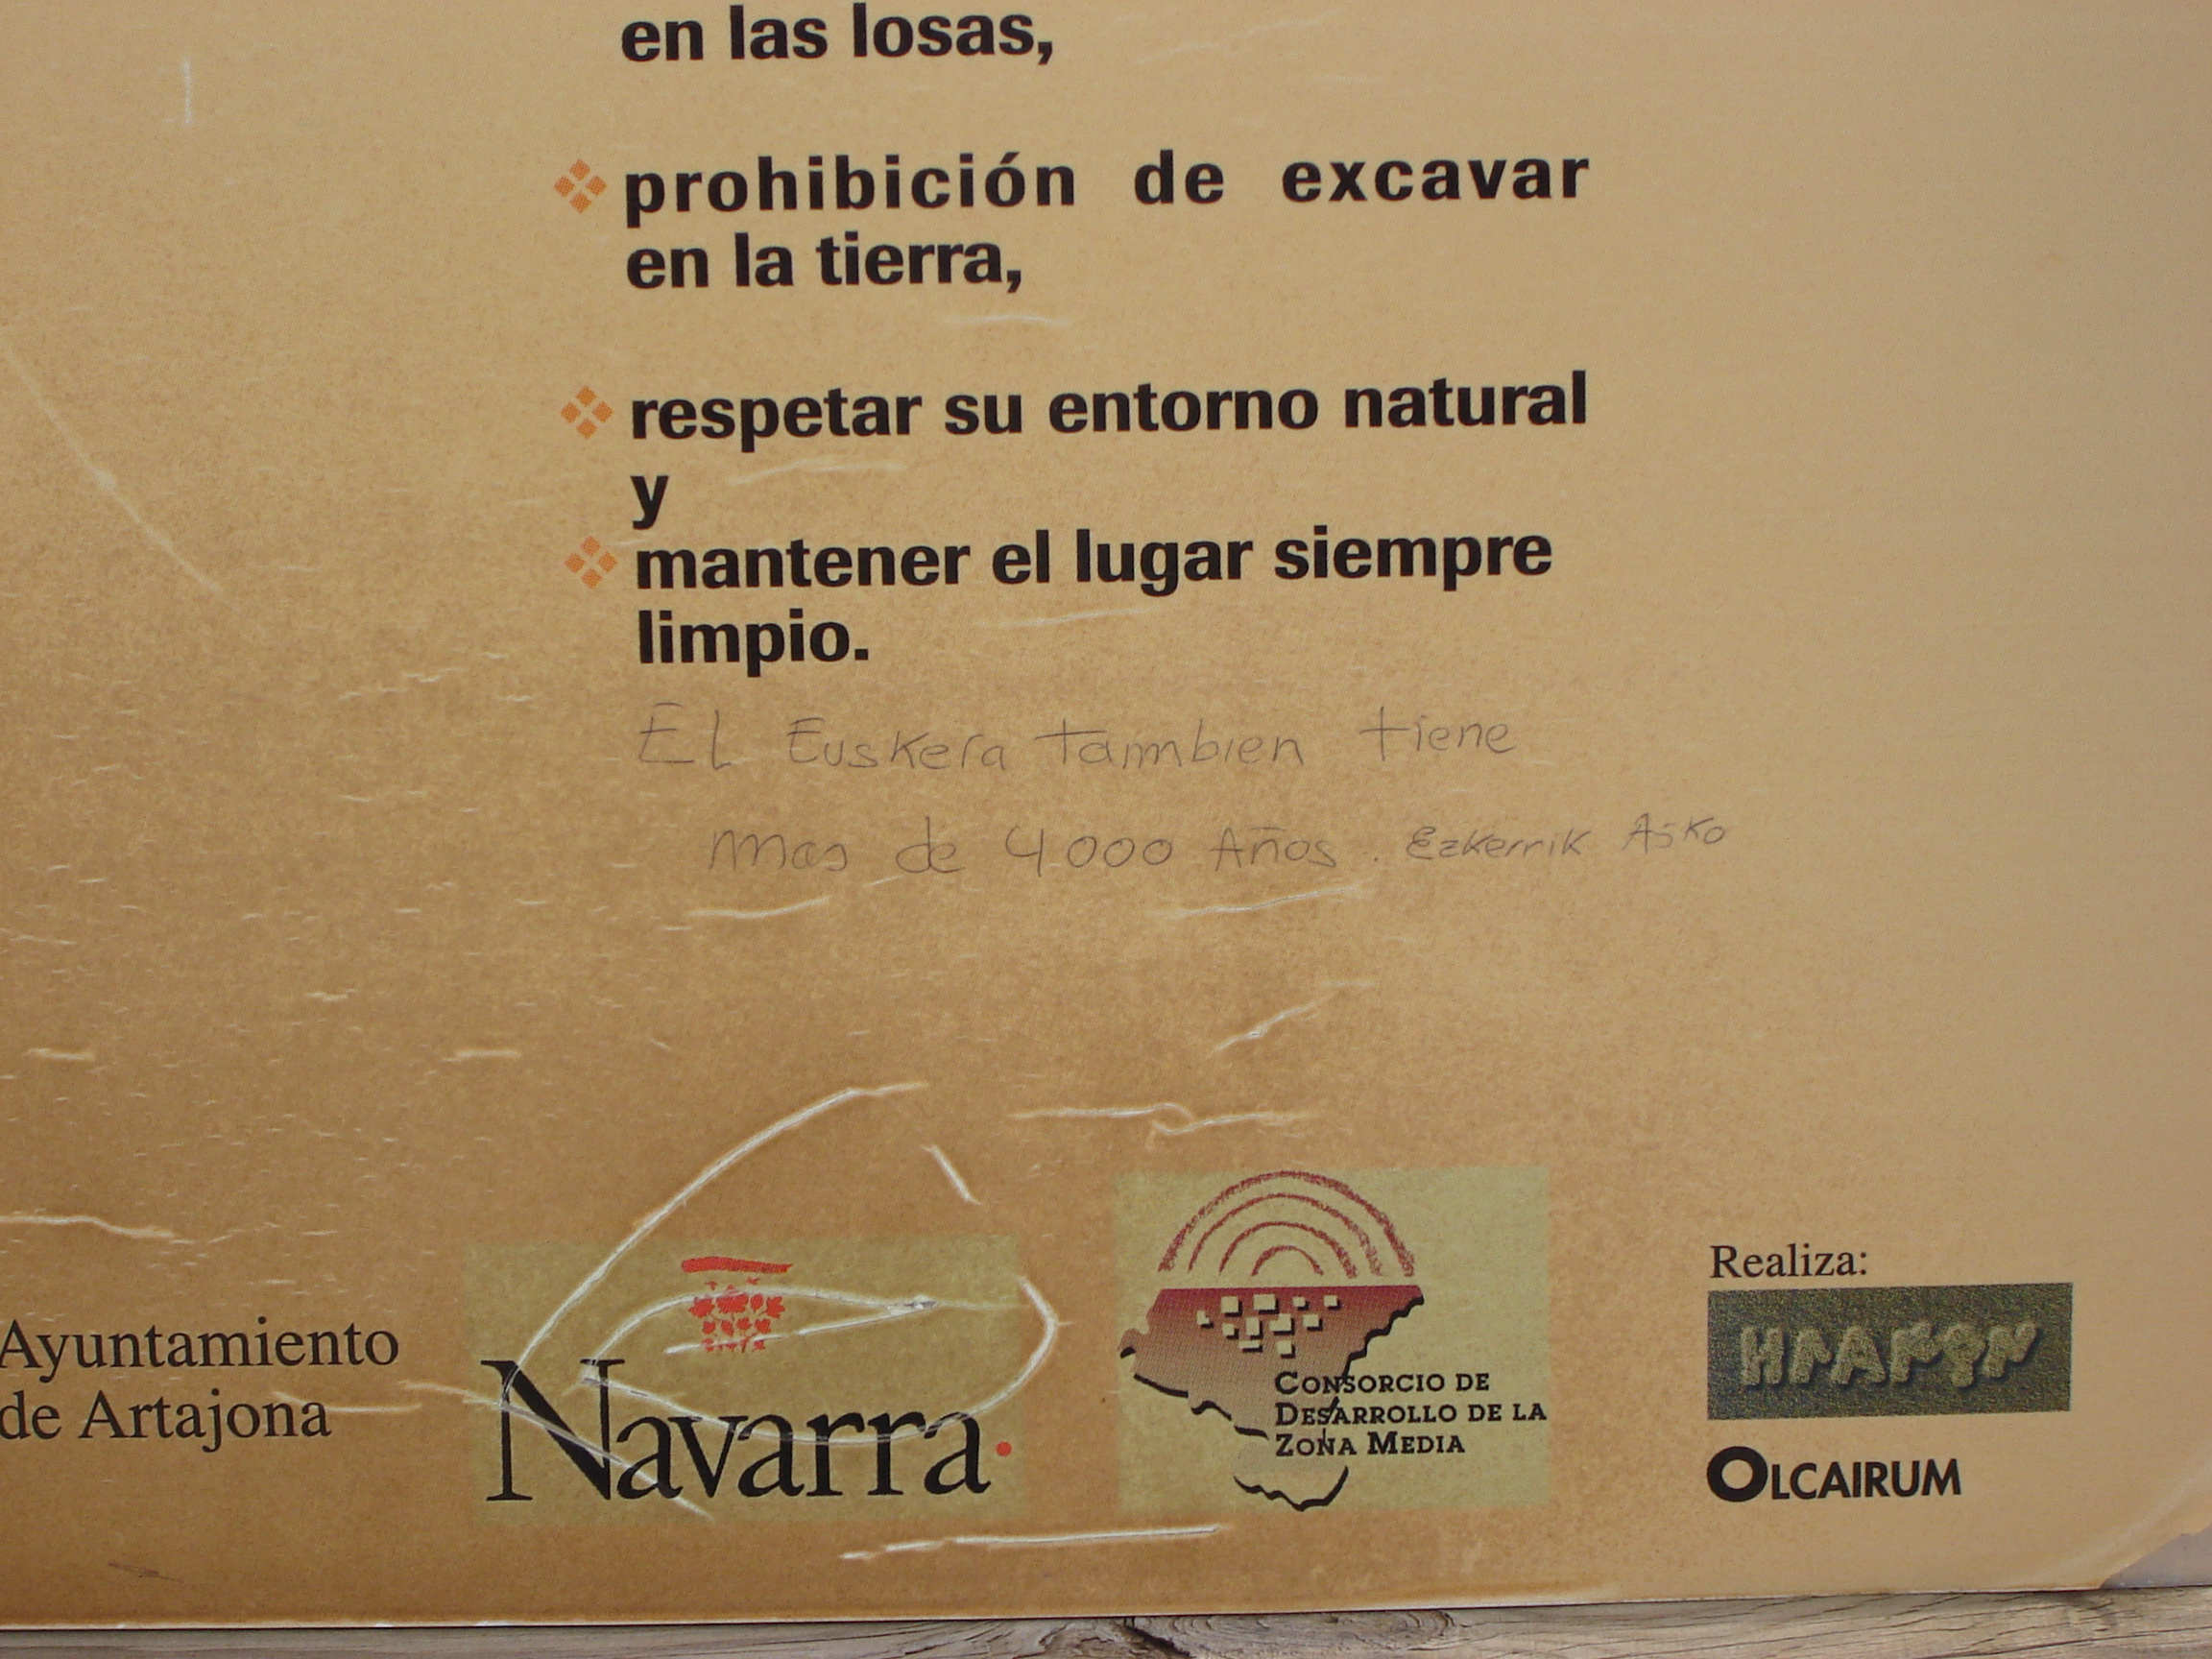 en las losas,
prohibición de excavar
en la tierra,
respetar su entorno natural
y
mantener el lugar siempre
limpio.
El Euskera tambien tiene
mas de 4000 Años. Ezkerrik Asko
Ayuntamiento
de Artajona
Navarra
CONSORCIO DE
DESARROLLO DE LA
ZONA MEDIA
Realiza:
OLCAIRUM